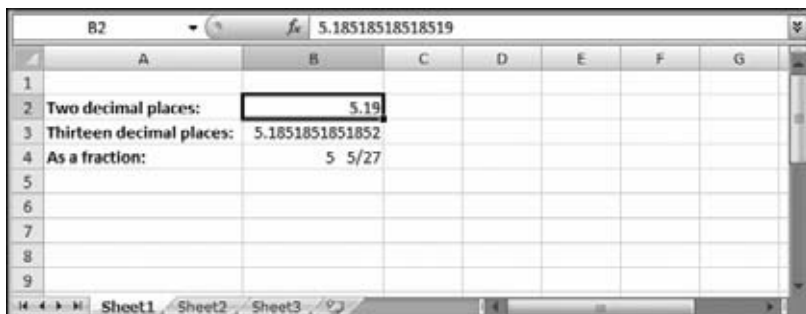 B2 fx 5.18518518518519
A B C D E F G
1
2 Two decimal places: 5.19
3 Thirteen decimal places: 5.1851851851852
4 As a fraction: 5 5/27
5
6
7
8
9
Sheet1 Sheet2 Sheet3